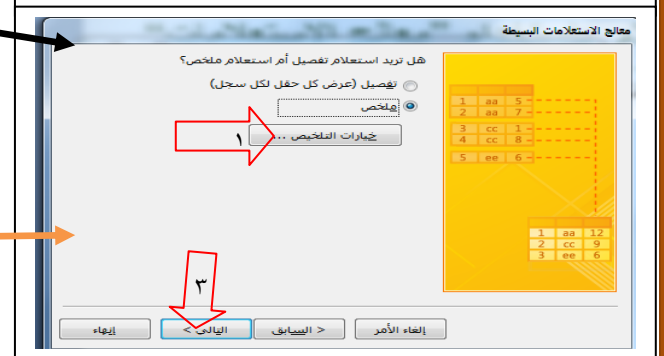 معالج الاستعلامات البسيطة
هل تريد استعلام تفصيل أم استعلام ملخص؟
تفصيل (عرض كل حقل لكل سجل)
ملخص
خيارات التلخيص ...
١
1 aa 5
2 aa 7
3 cc 1
4 cc 8
5 ee 6
1 aa 12
2 cc 9
3 ee 6
٣
إلغاء الأمر
< السابق
التالي >
إنهاء